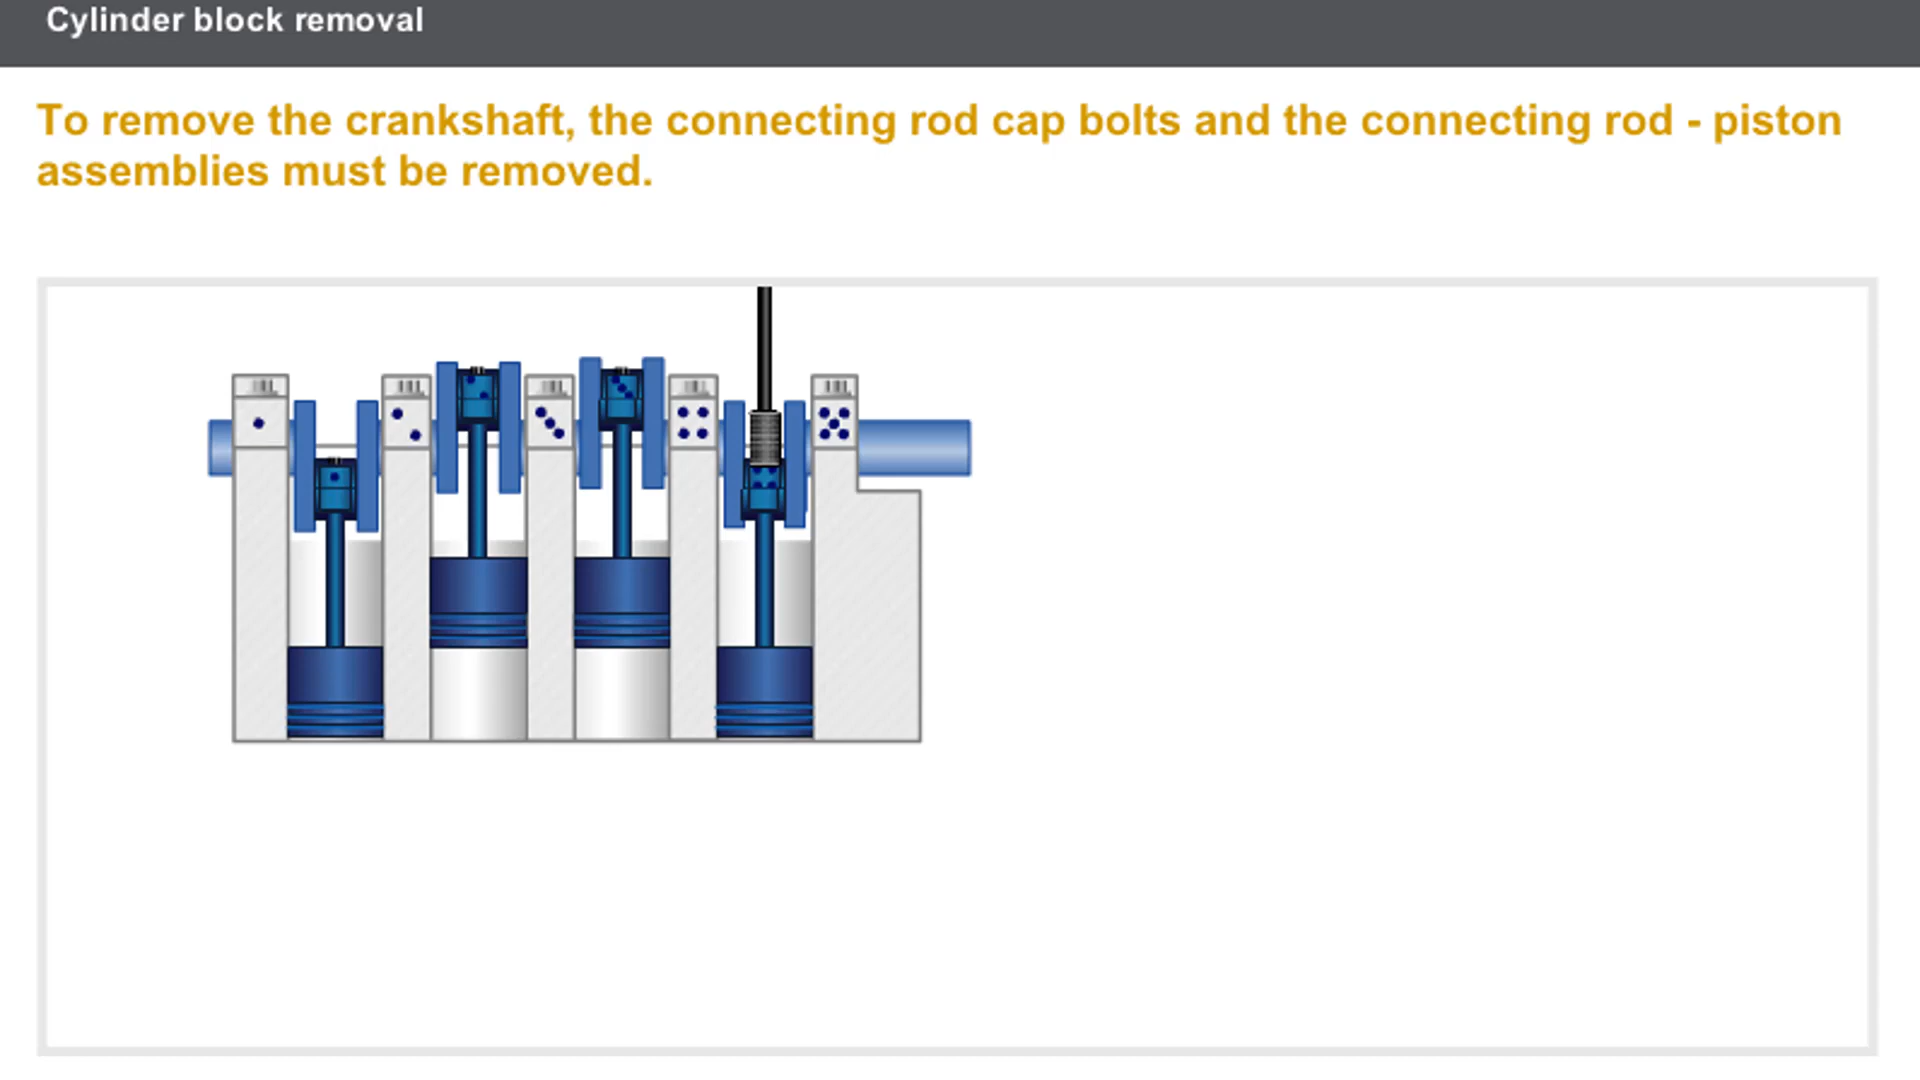 Cylinder block removal
To remove the crankshaft, the connecting rod cap bolts and the connecting rod - piston
assemblies must be removed.